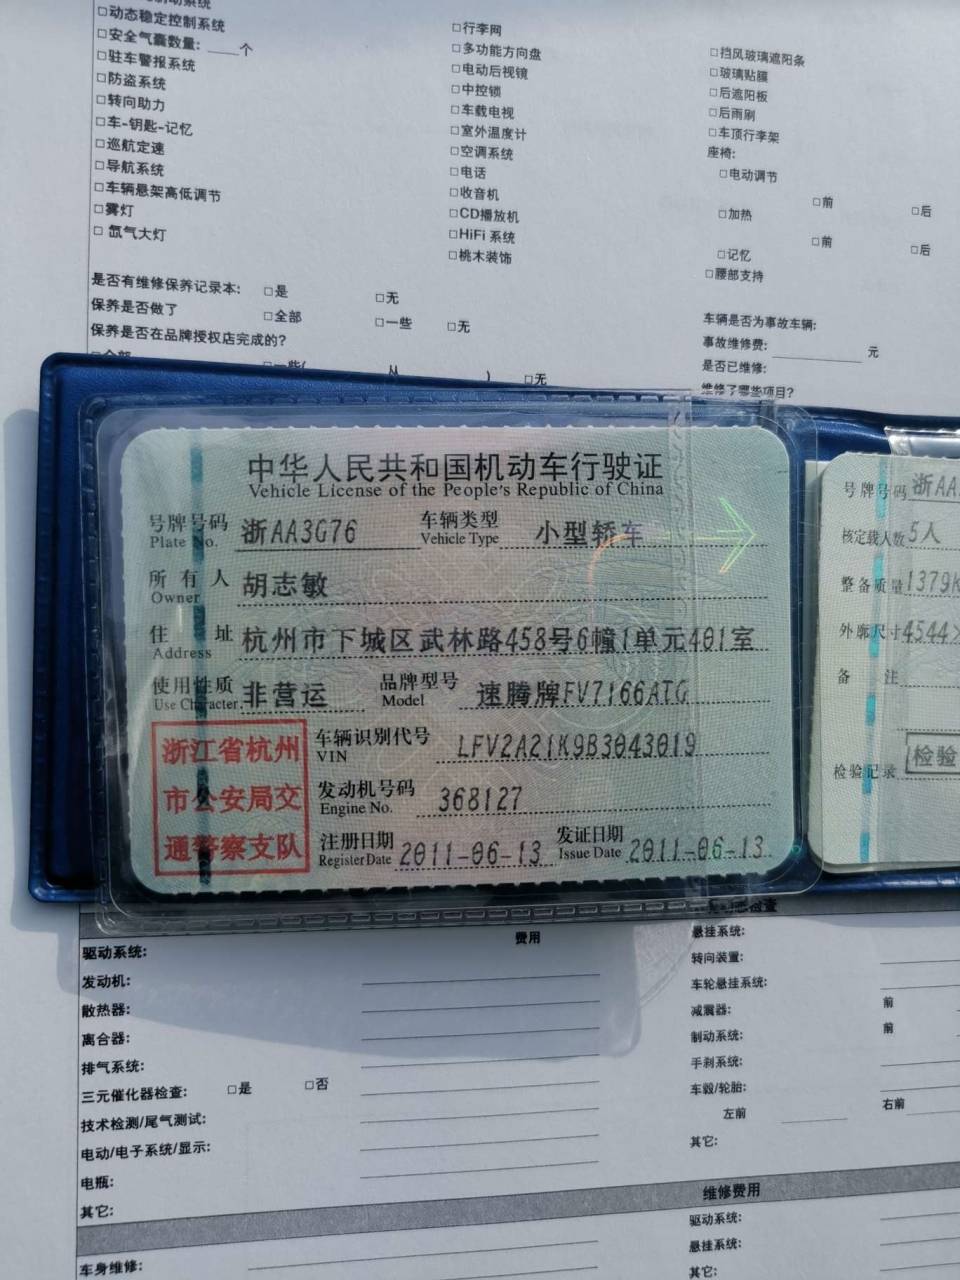 □动态稳定控制系统
□安全气囊数量: ____个
□驻车警报系统
□防盗系统
□转向助力
□车-钥匙-记忆
□巡航定速
□导航系统
□车辆悬架高低调节
□雾灯
□ 氙气大灯
□行李网
□多功能方向盘
□电动后视镜
□中控锁
□车载电视
□室外温度计
□空调系统
□电话
□收音机
□CD播放机
□HiFi 系统
□桃木装饰
□挡风玻璃遮阳条
□玻璃贴膜
□后遮阳板
□后雨刷
□车顶行李架
座椅:
□电动调节
□前 □后
□加热
□前 □后
□记忆
□腰部支持
是否有维修保养记录本: □是 □无
保养是否做了 □全部 □一些 □无
保养是否在品牌授权店完成的?
□无
车辆是否为事故车辆:
事故维修费: ____ 元
是否已维修:
维修了哪些项目?
中华人民共和国机动车行驶证
Vehicle License of the People's Republic of China
号牌号码 浙AA3G76 车辆类型 小型轿车
Plate No. Vehicle Type
所有人 胡志敏
Owner
住址 杭州市下城区武林路458号6幢1单元401室
Address
使用性质 非营运 品牌型号 速腾牌FV7166ATG
Use Character Model
浙江省杭州
市公安局交
通警察支队
车辆识别代号 LFV2A21K9B3043019
VIN
发动机号码 368127
Engine No.
注册日期 2011-06-13 发证日期 2011-06-13
Register Date Issue Date
号牌号码 浙AA
核定载人数 5人
整备质量 1379K
外廓尺寸 4544×
备注
检验记录 检验
费用
驱动系统:
发动机:
散热器:
离合器:
排气系统:
三元催化器检查: □是 □否
技术检测/尾气测试:
电动/电子系统/显示:
电瓶:
其它:
悬挂系统:
转向装置:
车轮悬挂系统:
减震器: 前
制动系统: 前
手刹系统:
车毂/轮胎:
左前 右前
其它:
维修费用
车身维修:
驱动系统:
悬挂系统:
其它: